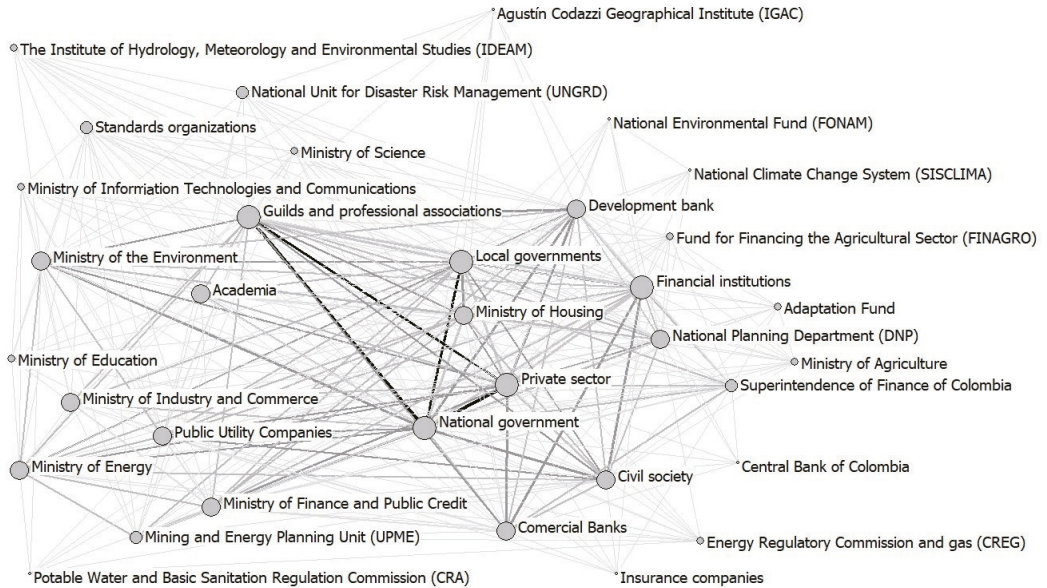 Agustín Codazzi Geographical Institute (IGAC)
The Institute of Hydrology, Meteorology and Environmental Studies (IDEAM)
National Unit for Disaster Risk Management (UNGRD)
Standards organizations
National Environmental Fund (FONAM)
Ministry of Science
National Climate Change System (SISCLIMA)
Ministry of Information Technologies and Communications
Guilds and professional associations
Development bank
Fund for Financing the Agricultural Sector (FINAGRO)
Ministry of the Environment
Local governments
Financial institutions
Academia
Adaptation Fund
Ministry of Housing
National Planning Department (DNP)
Ministry of Education
Ministry of Agriculture
Private sector
Superintendence of Finance of Colombia
Ministry of Industry and Commerce
National government
Public Utility Companies
Ministry of Energy
Central Bank of Colombia
Civil society
Ministry of Finance and Public Credit
Comercial Banks
Mining and Energy Planning Unit (UPME)
Energy Regulatory Commission and gas (CREG)
Potable Water and Basic Sanitation Regulation Commission (CRA)
Insurance companies